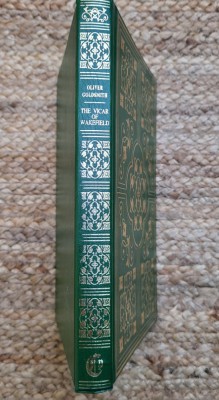 OLIVER
GOLDSMITH
THE VICAR
OF
WAKEFIELD